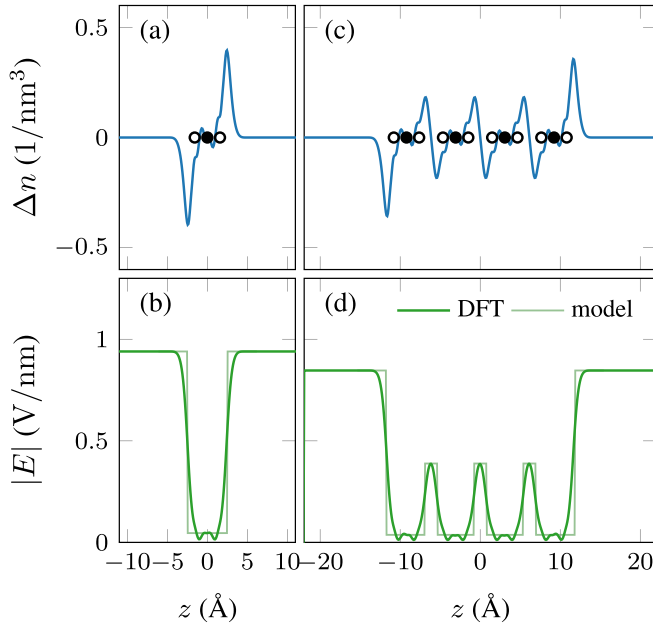 (a) (c)
0.5
0
−0.5
Δn (1/nm³)
(b) (d)
DFT model
1
0.5
0
|E| (V/nm)
−10 −5 0 5 10 −20 −10 0 10 20
z (Å) z (Å)